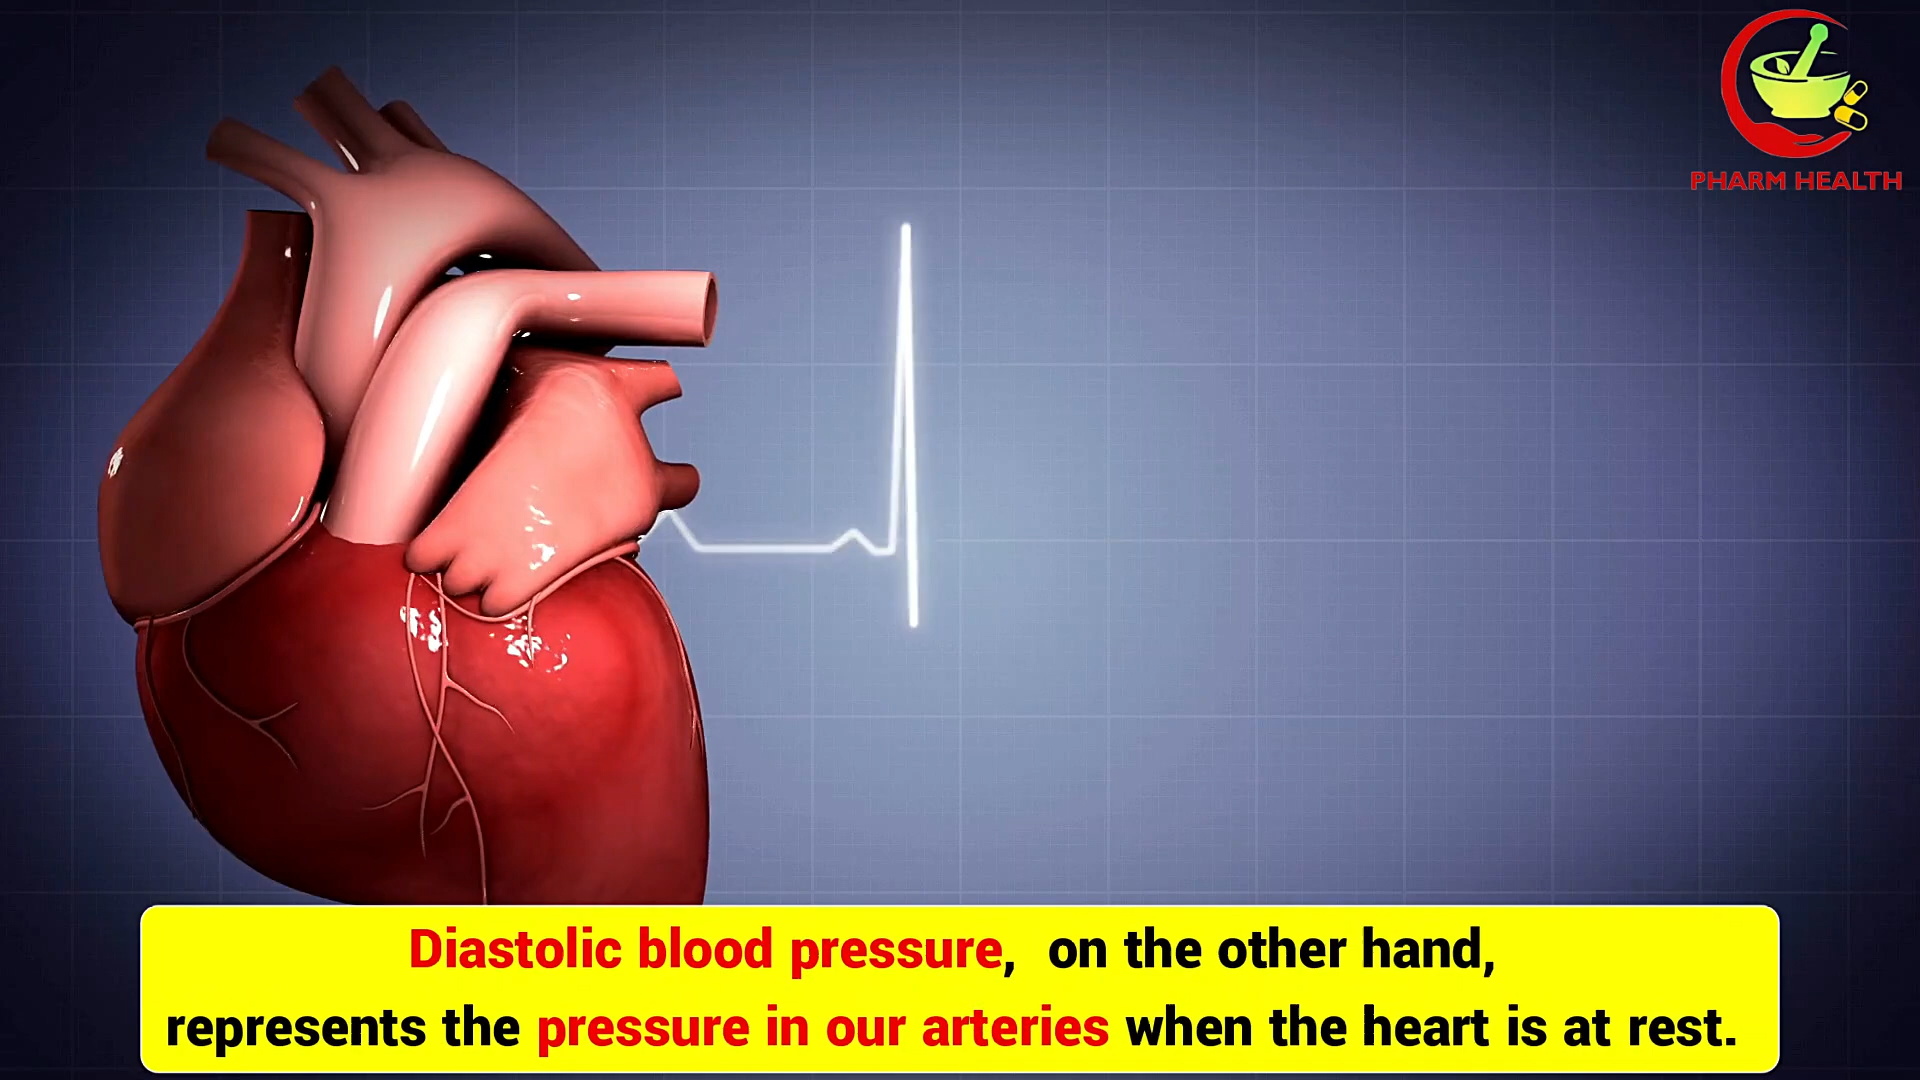 PHARM HEALTH
Diastolic blood pressure, on the other hand,
represents the pressure in our arteries when the heart is at rest.